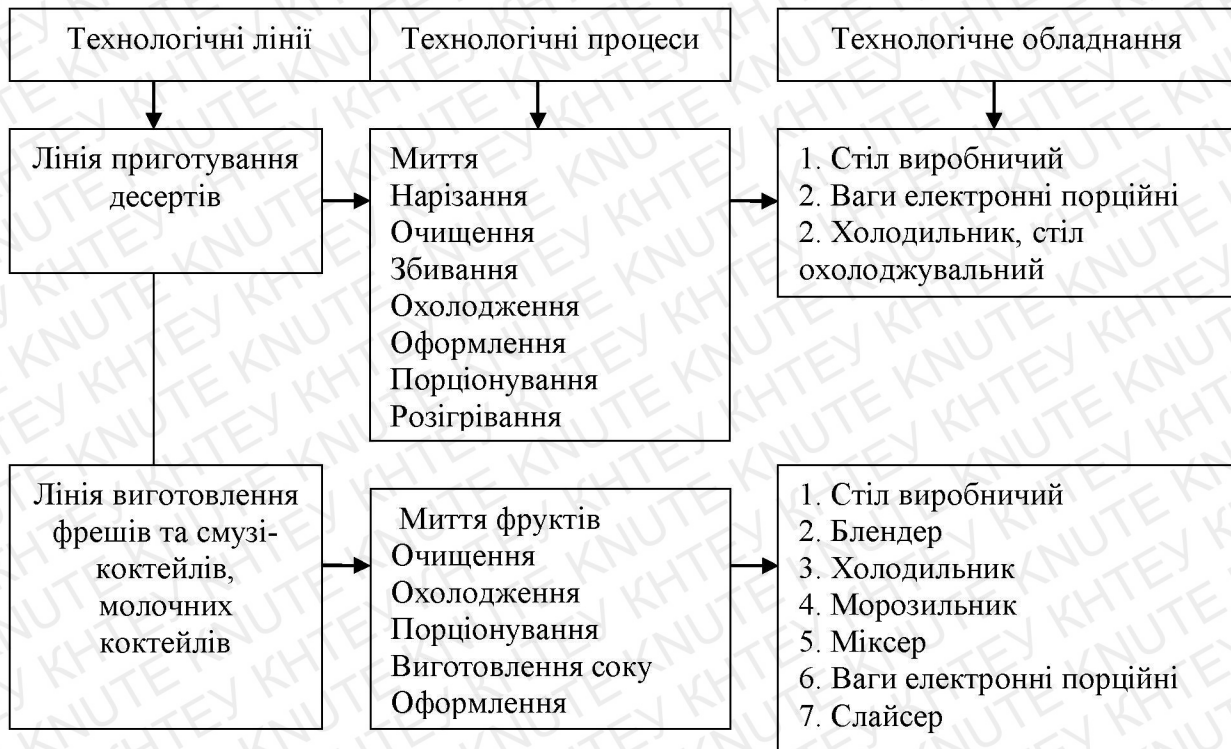 Технологічні лінії
Технологічні процеси
Технологічне обладнання
Лінія приготування
десертів
Миття
Нарізання
Очищення
Збивання
Охолодження
Оформлення
Порціонування
Розігрівання
1. Стіл виробничий
2. Ваги електронні порційні
2. Холодильник, стіл
охолоджувальний
Лінія виготовлення
фрешів та смузі-
коктейлів,
молочних
коктейлів
Миття фруктів
Очищення
Охолодження
Порціонування
Виготовлення соку
Оформлення
1. Стіл виробничий
2. Блендер
3. Холодильник
4. Морозильник
5. Міксер
6. Ваги електронні порційні
7. Слайсер